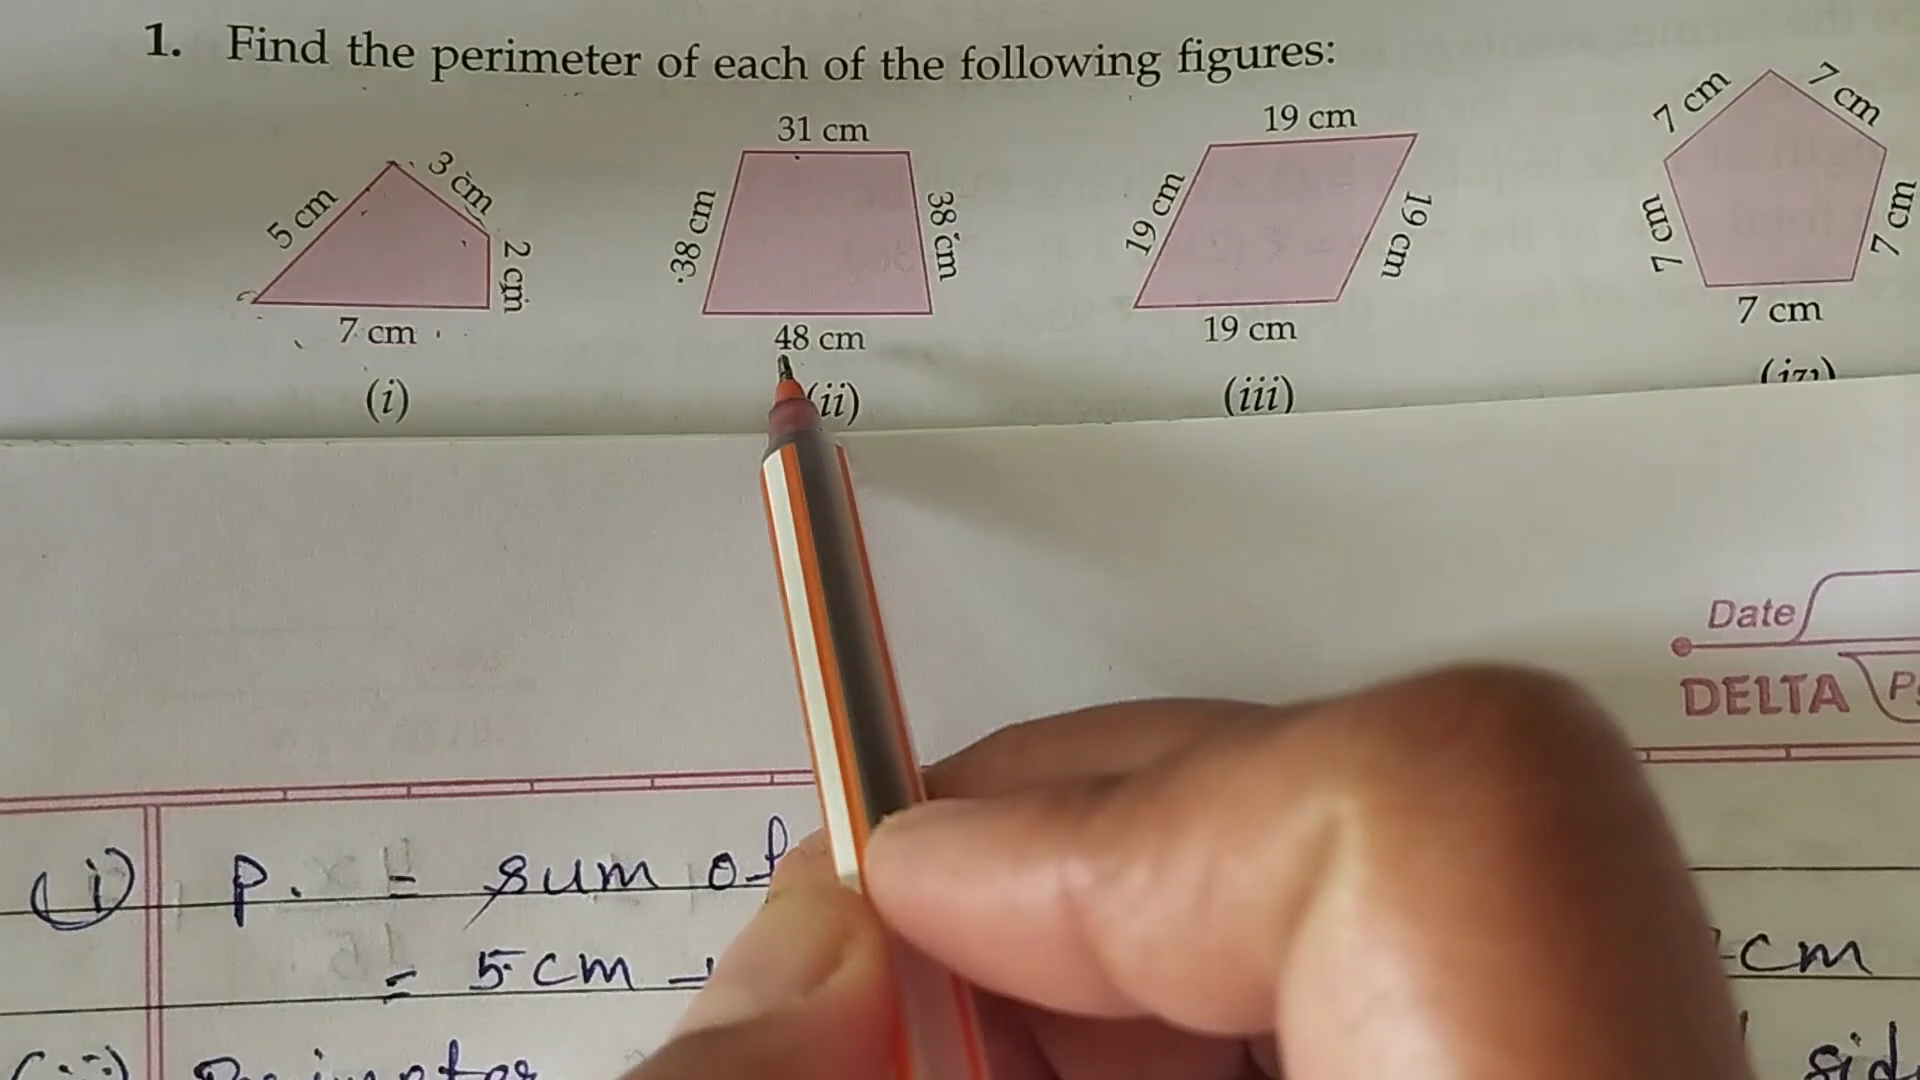 1. Find the perimeter of each of the following figures:
5 cm
3 cm
2 cm
7 cm
(i)
31 cm
38 cm
38 cm
48 cm
(ii)
19 cm
19 cm
19 cm
19 cm
(iii)
7 cm
7 cm
7 cm
7 cm
7 cm
(iv)
Date
DELTA
(i) P. = sum of
= 5 cm + cm